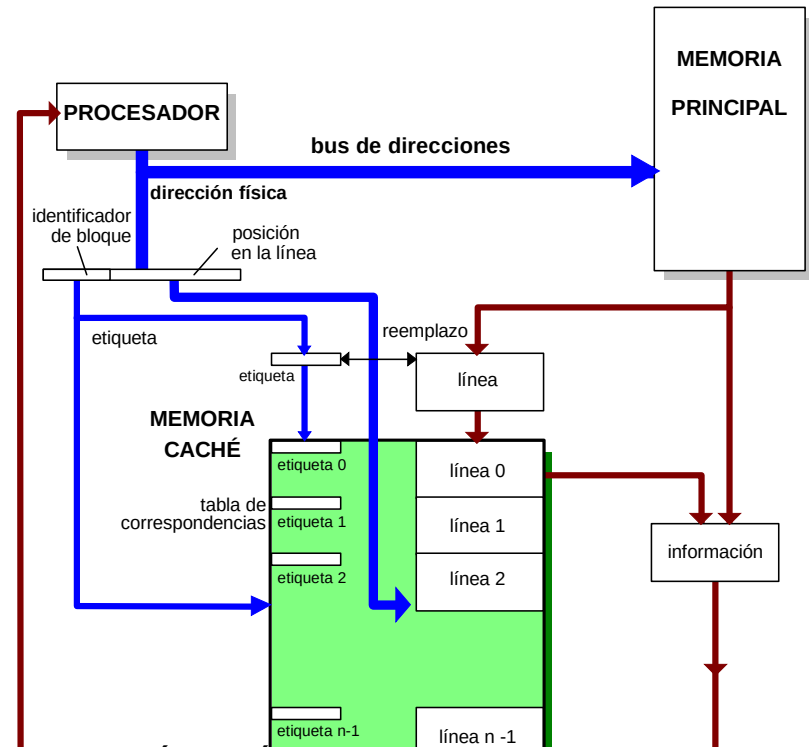 MEMORIA
PRINCIPAL
PROCESADOR
bus de direcciones
dirección física
identificador
de bloque
posición
en la línea
etiqueta
reemplazo
etiqueta
línea
MEMORIA
CACHÉ
etiqueta 0
línea 0
tabla de
correspondencias
etiqueta 1
línea 1
información
etiqueta 2
línea 2
etiqueta n-1
línea n -1